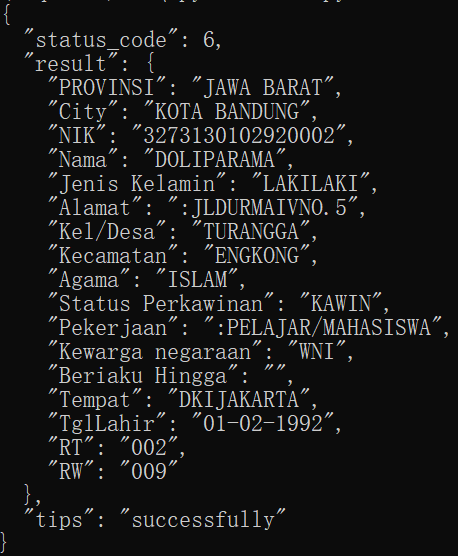 {
"status_code": 6,
"result": {
"PROVINSI": "JAWA BARAT",
"City": "KOTA BANDUNG",
"NIK": "3273130102920002",
"Nama": "DOLIPARAMA",
"Jenis Kelamin": "LAKILAKI",
"Alamat": ":JLDURMAIVNO.5",
"Kel/Desa": "TURANGGA",
"Kecamatan": "ENGKONG",
"Agama": "ISLAM",
"Status Perkawinan": "KAWIN",
"Pekerjaan": ":PELAJAR/MAHASISWA",
"Kewarga negaraan": "WNI",
"Beriaku Hingga": "",
"Tempat": "DKIJAKARTA",
"TglLahir": "01-02-1992",
"RT": "002",
"RW": "009"
},
"tips": "successfully"
}